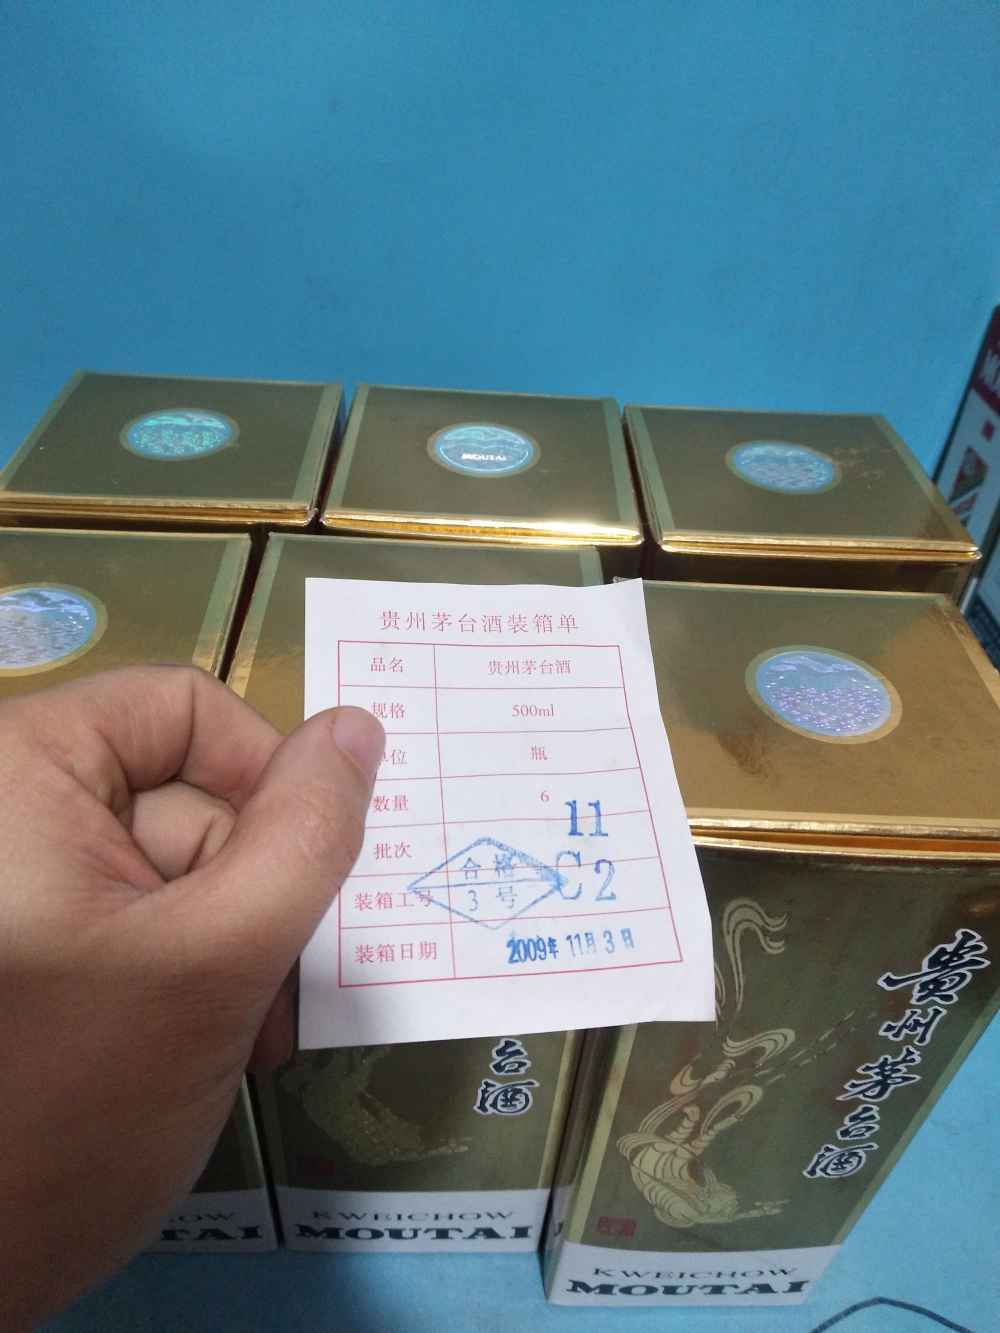 MOUTAI
贵州茅台酒装箱单
品名 贵州茅台酒
规格 500ml
单位 瓶
数量 6
批次 11
装箱工号 C2
合格
3号
装箱日期 2009年11月3日
台酒
KWEICHOW
MOUTAI
貴州茅台酒
KWEICHOW
MOUTAI